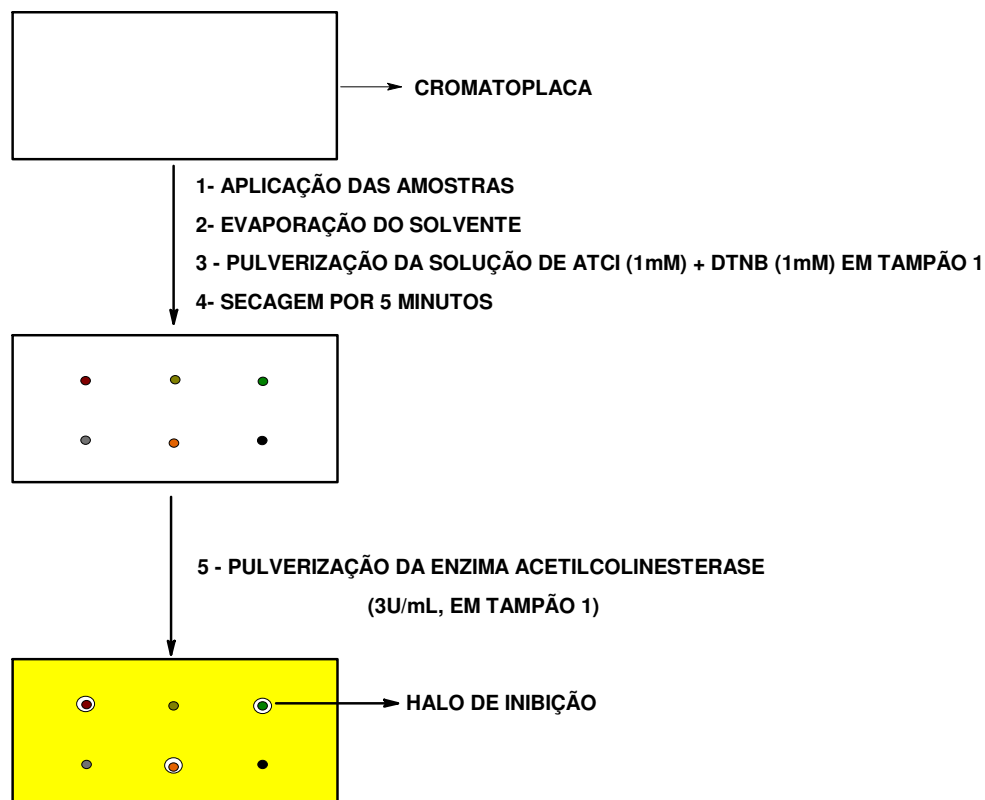 CROMATOPLACA
1- APLICAÇÃO DAS AMOSTRAS
2- EVAPORAÇÃO DO SOLVENTE
3 - PULVERIZAÇÃO DA SOLUÇÃO DE ATCI (1mM) + DTNB (1mM) EM TAMPÃO 1
4- SECAGEM POR 5 MINUTOS
5 - PULVERIZAÇÃO DA ENZIMA ACETILCOLINESTERASE
(3U/mL, EM TAMPÃO 1)
HALO DE INIBIÇÃO